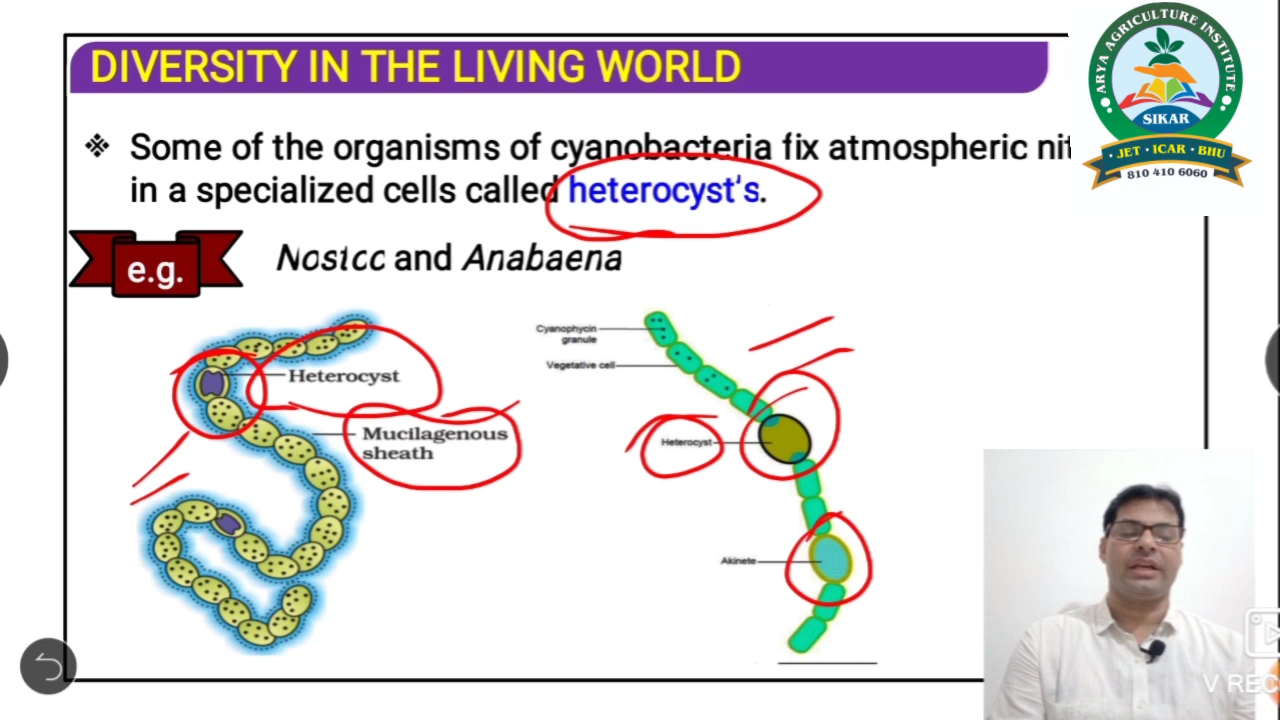 DIVERSITY IN THE LIVING WORLD
❖ Some of the organisms of cyanobacteria fix atmospheric nit
in a specialized cells called heterocyst's.
e.g.
Nostcc and Anabaena
Heterocyst
Mucilagenous
sheath
Cyanophycin
granule
Vegetative cell
Heterocyst
Akinete
ARYA AGRICULTURE INSTITUTE
SIKAR
· JET · ICAR · BHU ·
810 410 6060
V REC